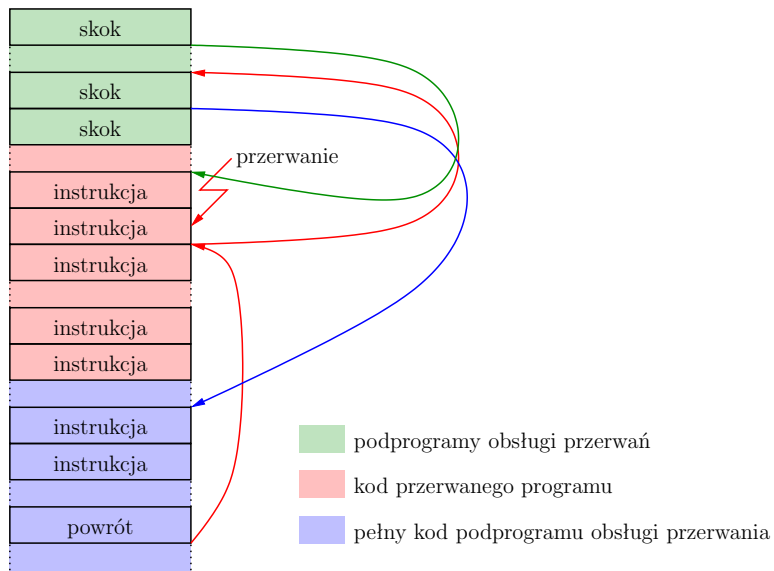 skok
skok
skok
przerwanie
instrukcja
instrukcja
instrukcja
instrukcja
instrukcja
instrukcja
instrukcja
powrót
podprogramy obsługi przerwań
kod przerwanego programu
pełny kod podprogramu obsługi przerwania